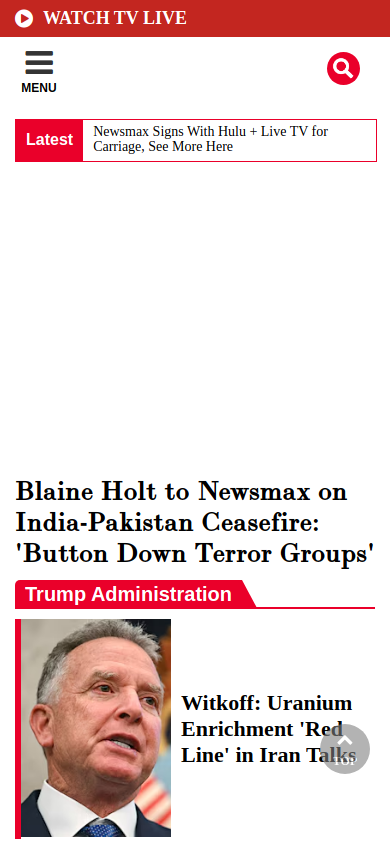 WATCH TV LIVE
MENU
Latest
Newsmax Signs With Hulu + Live TV for
Carriage, See More Here
Blaine Holt to Newsmax on
India-Pakistan Ceasefire:
'Button Down Terror Groups'
Trump Administration
Witkoff: Uranium
Enrichment 'Red
Line' in Iran Talks
TOP